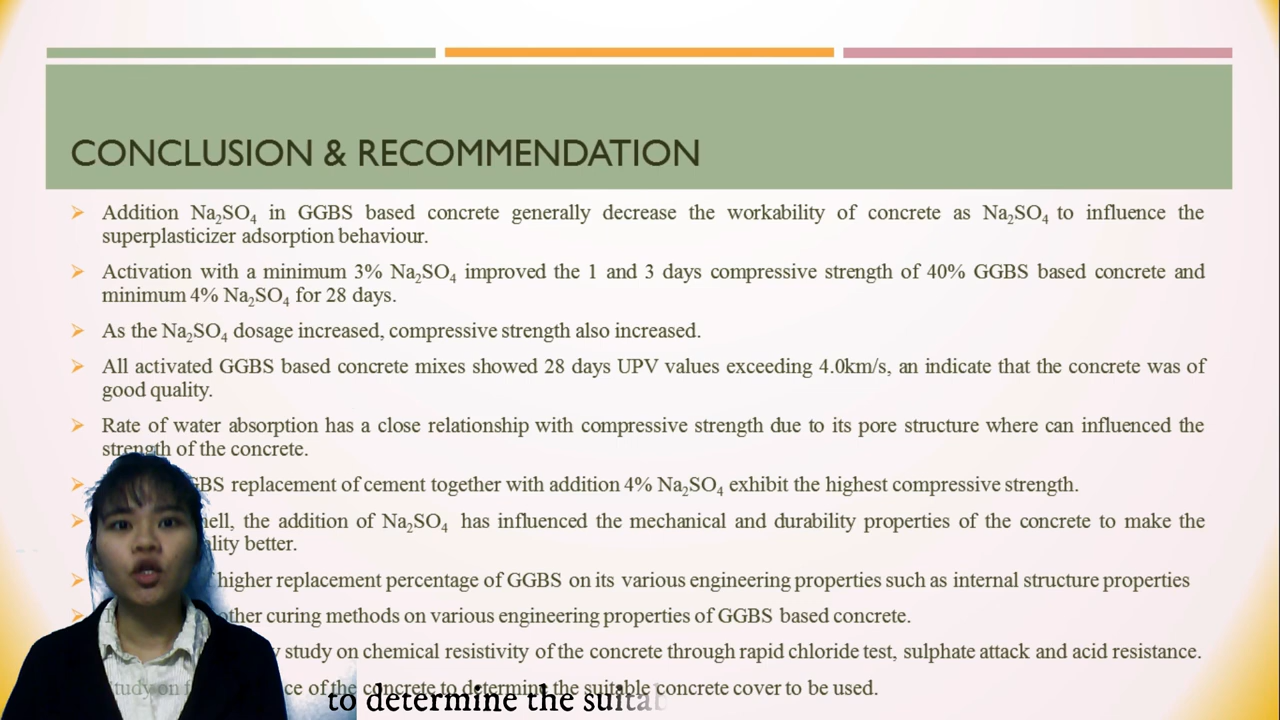 CONCLUSION & RECOMMENDATION
Addition Na₂SO₄ in GGBS based concrete generally decrease the workability of concrete as Na₂SO₄ to influence the
superplasticizer adsorption behaviour.
Activation with a minimum 3% Na₂SO₄ improved the 1 and 3 days compressive strength of 40% GGBS based concrete and
minimum 4% Na₂SO₄ for 28 days.
As the Na₂SO₄ dosage increased, compressive strength also increased.
All activated GGBS based concrete mixes showed 28 days UPV values exceeding 4.0km/s, an indicate that the concrete was of
good quality.
Rate of water absorption has a close relationship with compressive strength due to its pore structure where can influenced the
strength of the concrete.
replacement of cement together with addition 4% Na₂SO₄ exhibit the highest compressive strength.
the addition of Na₂SO₄ has influenced the mechanical and durability properties of the concrete to make the
better.
higher replacement percentage of GGBS on its various engineering properties such as internal structure properties
other curing methods on various engineering properties of GGBS based concrete.
study on chemical resistivity of the concrete through rapid chloride test, sulphate attack and acid resistance.
of the concrete to determine the suitable concrete cover to be used.
to determine the suitab